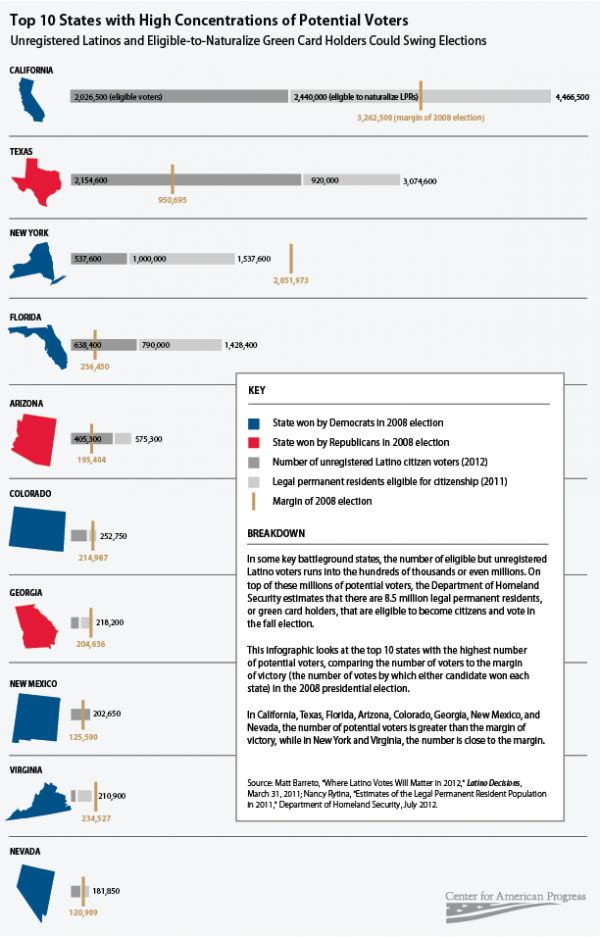 Top 10 States with High Concentrations of Potential Voters
Unregistered Latinos and Eligible-to-Naturalize Green Card Holders Could Swing Elections
CALIFORNIA
2,026,500 (eligible voters)
2,440,000 (eligble to naturalize LPRs)
4,466,500
3,262,500 (margin of 2008 election)
TEXAS
2,154,600
920,000
3,074,600
950,695
NEW YORK
537,600
1,000,000
1,537,600
2,051,973
FLORIDA
638,400
790,000
1,428,400
236,450
ARIZONA
405,300
575,300
195,404
COLORADO
252,750
214,987
GEORGIA
218,200
204,636
NEW MEXICO
202,650
125,590
VIRGINIA
210,900
234,527
NEVADA
181,850
120,909
KEY
State won by Democrats in 2008 election
State won by Republicans in 2008 election
Number of unregistered Latino citizen voters (2012)
Legal permanent residents eligible for citizenship (2011)
Margin of 2008 election
BREAKDOWN
In some key battleground states, the number of eligible but unregistered
Latino voters runs into the hundreds of thousands or even millions. On
top of these millions of potential voters, the Department of Homeland
Security estimates that there are 8.5 million legal permanent residents,
or green card holders, that are eligible to become citizens and vote in
the fall election.
This infographic looks at the top 10 states with the highest number
of potential voters, comparing the number of voters to the margin
of victory (the number of votes by which either candidate won each
state) in the 2008 presidential election.
In California, Texas, Florida, Arizona, Colorado, Georgia, New Mexico, and
Nevada, the number of potential voters is greater than the margin of
victory, while in New York and Virginia, the number is close to the margin.
Source: Matt Barreto, "Where Latino Votes Will Matter in 2012," Latino Decisions,
March 31, 2011; Nancy Rytina, "Estimates of the Legal Permanent Resident Population
in 2011," Department of Homeland Security, July 2012.
Center for American Progress